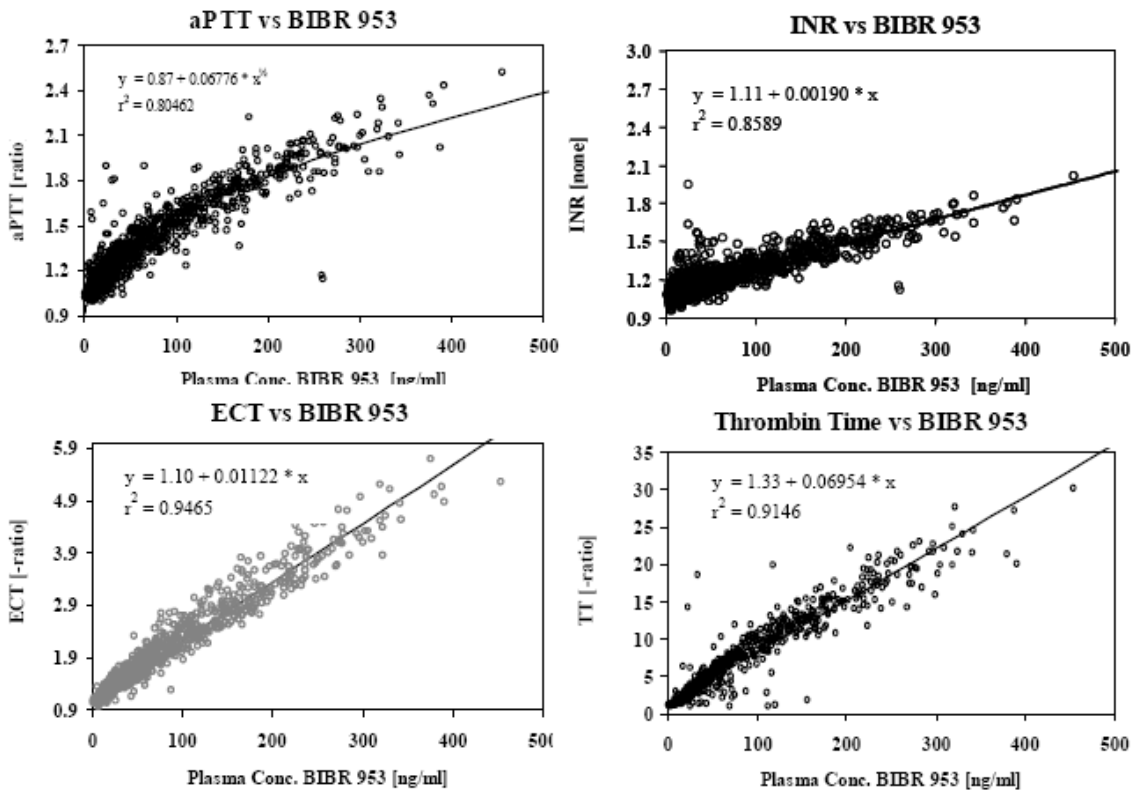 aPTT vs BIBR 953
2.7
2.4
2.1
1.8
1.5
1.2
0.9
y = 0.87 + 0.06776 * x^½
r² = 0.80462
aPTT [ratio
0 100 200 300 400 500
Plasma Conc. BIBR 953 [ng/ml]
INR vs BIBR 953
3.0
2.7
2.4
2.1
1.8
1.5
1.2
0.9
y = 1.11 + 0.00190 * x
r² = 0.8589
INR [none]
0 100 200 300 400 500
Plasma Conc. BIBR 953 [ng/ml]
ECT vs BIBR 953
5.9
4.9
3.9
2.9
1.9
0.9
y = 1.10 + 0.01122 * x
r² = 0.9465
ECT [-ratio]
0 100 200 300 400 500
Plasma Conc. BIBR 953 [ng/ml]
Thrombin Time vs BIBR 953
35
30
25
20
15
10
5
0
y = 1.33 + 0.06954 * x
r² = 0.9146
TT [-ratio]
0 100 200 300 400 500
Plasma Conc. BIBR 953 [ng/ml]